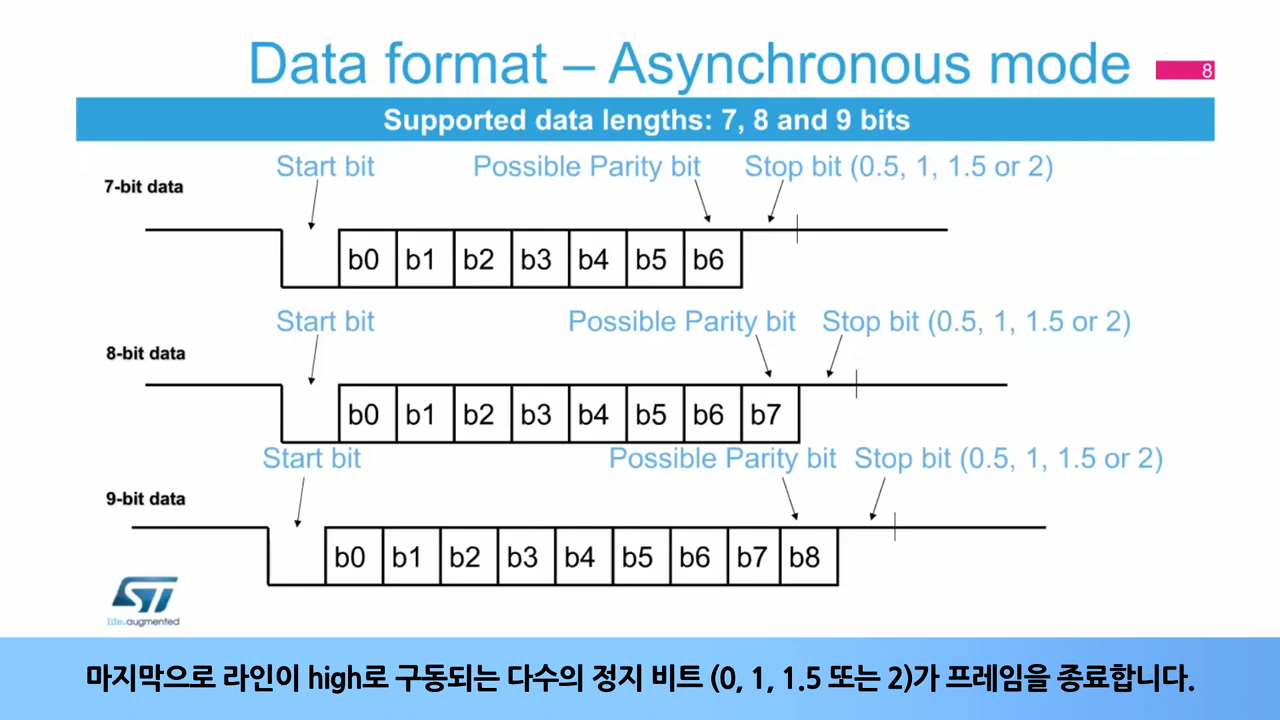 Data format – Asynchronous mode
8
Supported data lengths: 7, 8 and 9 bits
Start bit
Possible Parity bit
Stop bit (0.5, 1, 1.5 or 2)
7-bit data
b0 b1 b2 b3 b4 b5 b6
Start bit
Possible Parity bit
Stop bit (0.5, 1, 1.5 or 2)
8-bit data
b0 b1 b2 b3 b4 b5 b6 b7
Start bit
Possible Parity bit
Stop bit (0.5, 1, 1.5 or 2)
9-bit data
b0 b1 b2 b3 b4 b5 b6 b7 b8
ST
life.augmented
마지막으로 라인이 high로 구동되는 다수의 정지 비트 (0, 1, 1.5 또는 2)가 프레임을 종료합니다.